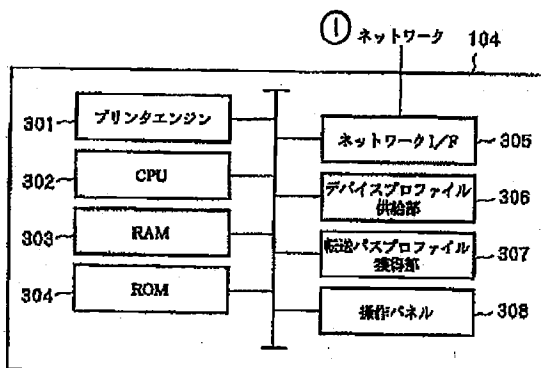 ① ネットワーク
104
301
プリンタエンジン
302
CPU
303
RAM
304
ROM
ネットワークI/F
305
デバイスプロファイル
供給部
306
転送パスプロファイル
獲得部
307
操作パネル
308